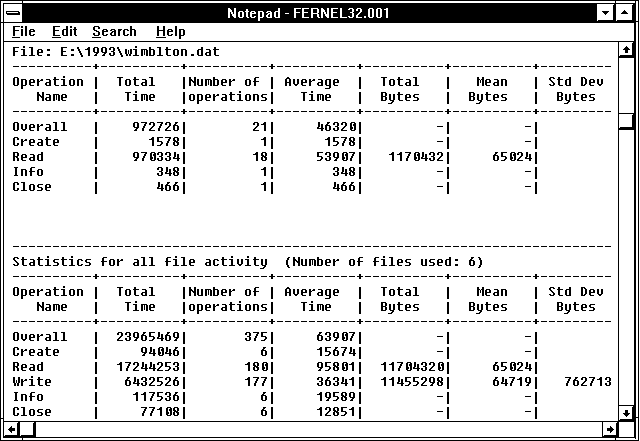 Notepad - FERNEL32.001
File Edit Search Help
File: E:\1993\wimblton.dat
Operation | Total |Number of | Average | Total | Mean | Std Dev
Name | Time |operations| Time | Bytes | Bytes | Bytes
Overall | 972726| 21| 46320| -| -|
Create | 1578| 1| 1578| -| -|
Read | 970334| 18| 53907| 1170432| 65024|
Info | 348| 1| 348| -| -|
Close | 466| 1| 466| -| -|
Statistics for all file activity (Number of files used: 6)
Operation | Total |Number of | Average | Total | Mean | Std Dev
Name | Time |operations| Time | Bytes | Bytes | Bytes
Overall | 23965469| 375| 63907| -| -|
Create | 94046| 6| 15674| -| -|
Read | 17244253| 180| 95801| 11704320| 65024|
Write | 6432526| 177| 36341| 11455298| 64719| 762713
Info | 117536| 6| 19589| -| -|
Close | 77108| 6| 12851| -| -|